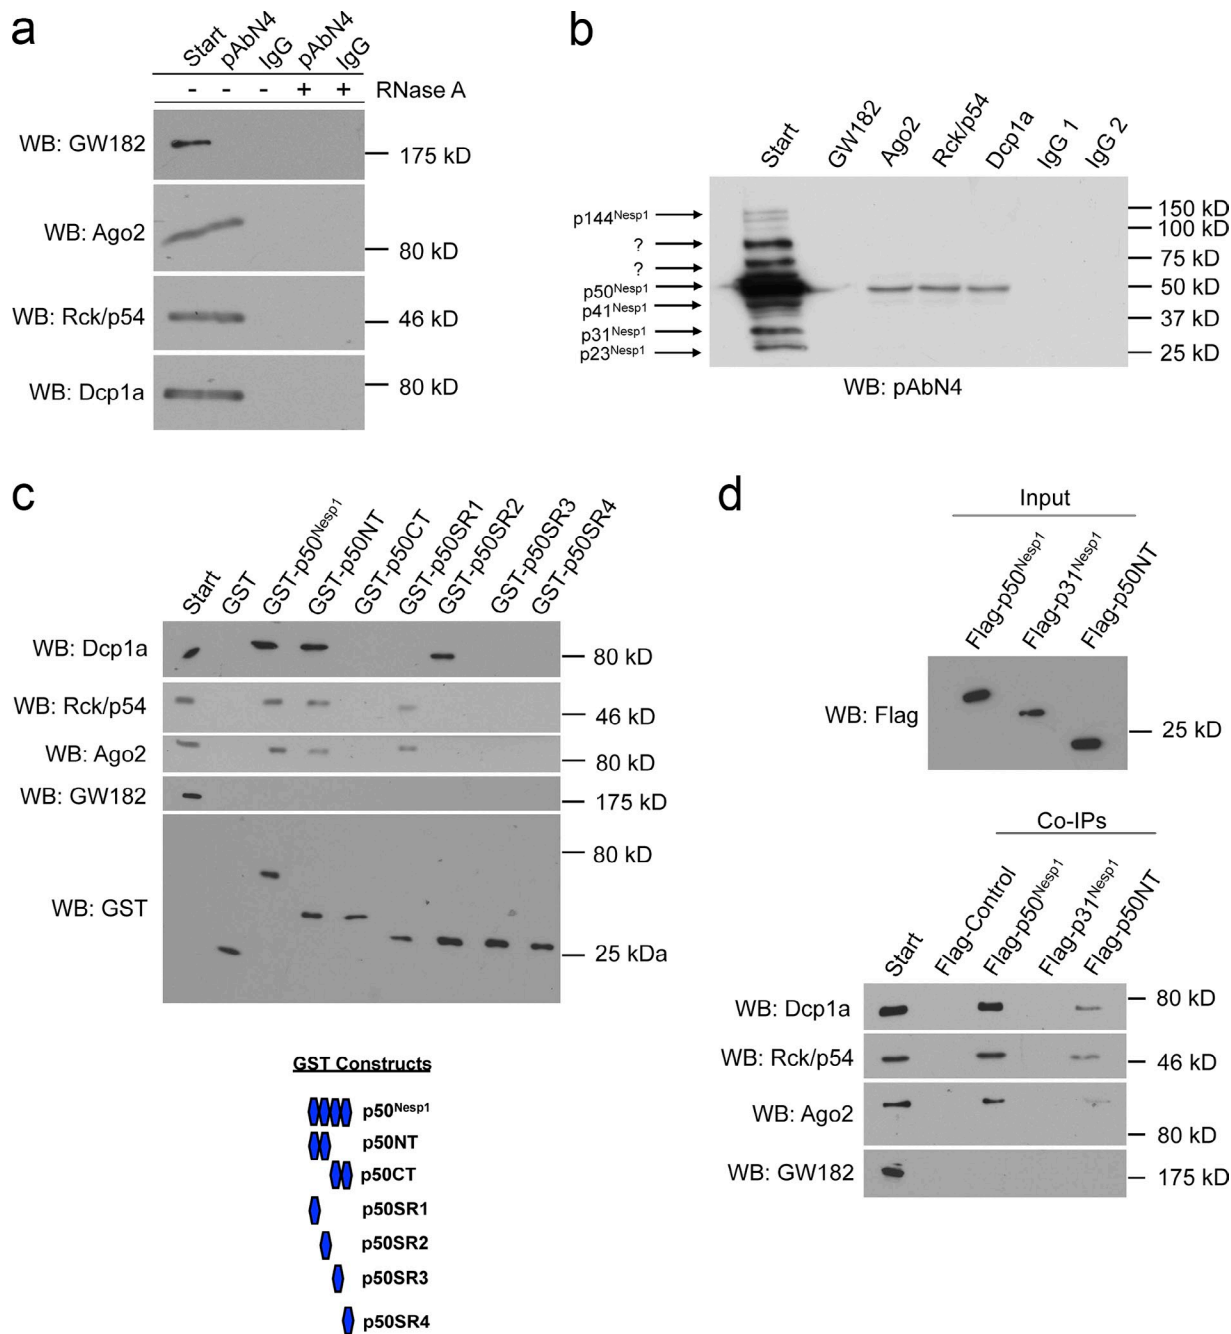 a
Start
pAbN4
IgG
pAbN4
IgG
- - - + + RNase A
WB: GW182
175 kD
WB: Ago2
80 kD
WB: Rck/p54
46 kD
WB: Dcp1a
80 kD
b
Start
GW182
Ago2
Rck/p54
Dcp1a
IgG 1
IgG 2
p144Nesp1
?
?
p50Nesp1
p41Nesp1
p31Nesp1
p23Nesp1
150 kD
100 kD
75 kD
50 kD
37 kD
25 kD
WB: pAbN4
c
Start
GST
GST-p50Nesp1
GST-p50NT
GST-p50CT
GST-p50SR1
GST-p50SR2
GST-p50SR3
GST-p50SR4
WB: Dcp1a
80 kD
WB: Rck/p54
46 kD
WB: Ago2
80 kD
WB: GW182
175 kD
80 kD
WB: GST
25 kDa
GST Constructs
p50Nesp1
p50NT
p50CT
p50SR1
p50SR2
p50SR3
p50SR4
d
Input
Flag-p50Nesp1
Flag-p31Nesp1
Flag-p50NT
WB: Flag
25 kD
Co-IPs
Start
Flag-Control
Flag-p50Nesp1
Flag-p31Nesp1
Flag-p50NT
WB: Dcp1a
80 kD
WB: Rck/p54
46 kD
WB: Ago2
80 kD
WB: GW182
175 kD